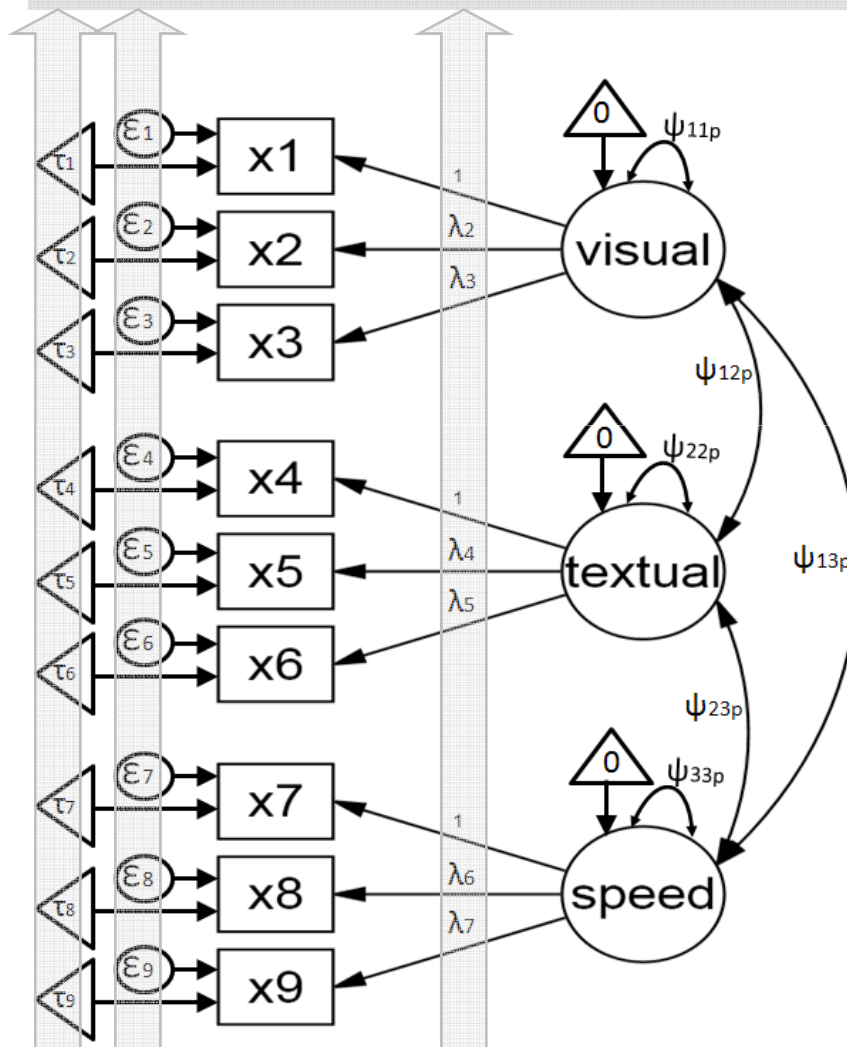 0
ψ11p
ε1
τ1
x1
1
visual
ε2
τ2
x2
λ2
λ3
ε3
τ3
x3
ψ12p
0
ψ22p
ε4
τ4
x4
1
textual
ψ13p
ε5
τ5
x5
λ4
λ5
ε6
τ6
x6
ψ23p
0
ψ33p
ε7
τ7
x7
1
speed
ε8
τ8
x8
λ6
λ7
ε9
τ9
x9